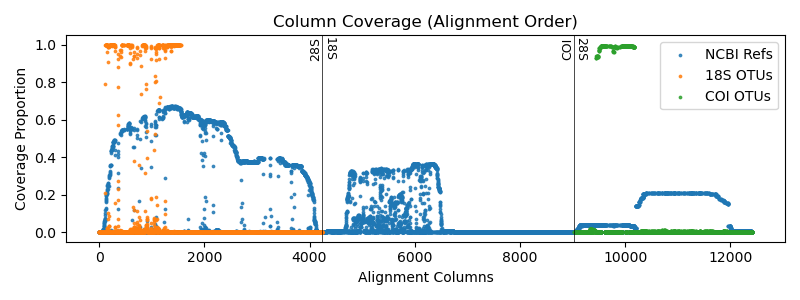 Column Coverage (Alignment Order)
Coverage Proportion
1.0
0.8
0.6
0.4
0.2
0.0
28S
18S
COI
28S
NCBI Refs
18S OTUs
COI OTUs
0
2000
4000
6000
8000
10000
12000
Alignment Columns